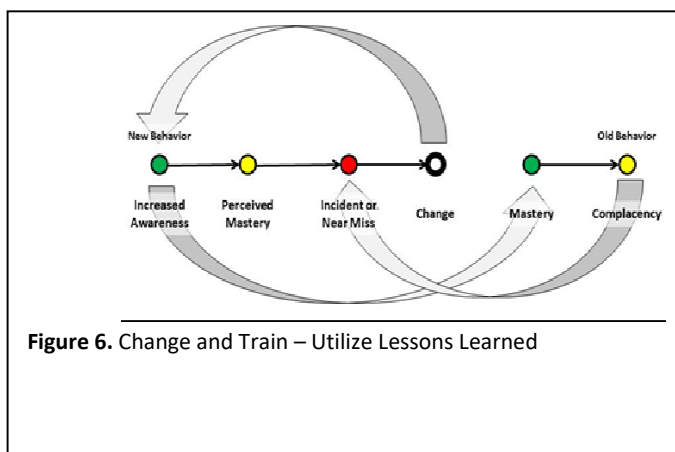 New Behavior
Old Behavior
Increased
Awareness
Perceived
Mastery
Incident or
Near Miss
Change
Mastery
Complacency
Figure 6. Change and Train – Utilize Lessons Learned